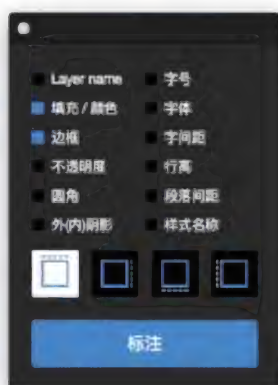 Layer name 字号
填充 / 颜色 字体
边框 字间距
不透明度 行高
圆角 段落间距
外(内)阴影 样式名称
标注